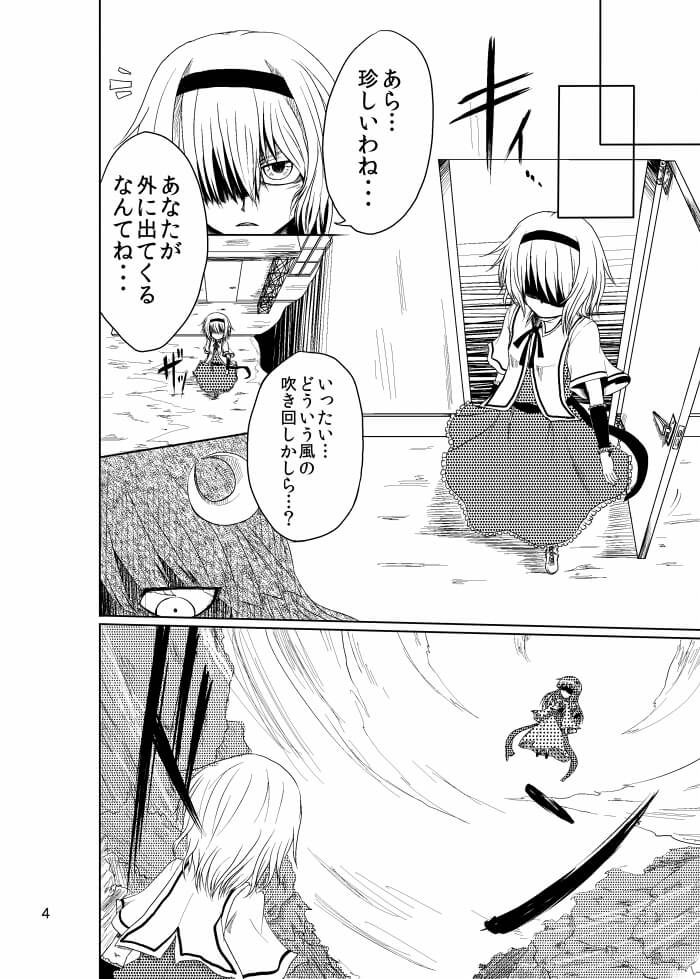 ギィ・・・
あら…
珍しいわね・・・
あなたが
外に出てくる
なんてね・・・
ザッ
いったい…
どういう風の
吹き回しかしら…?
4